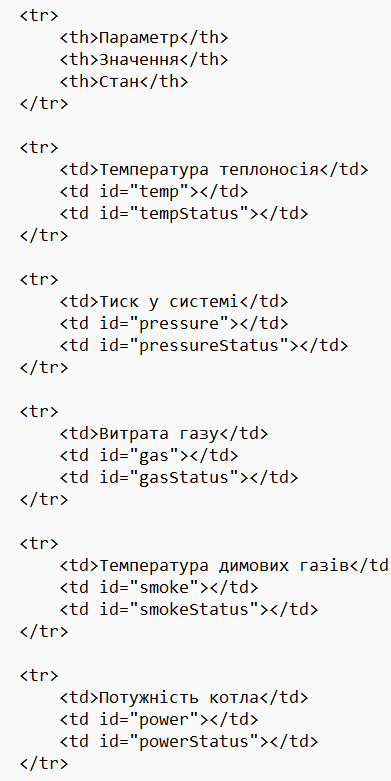 <tr>
<th>Параметр</th>
<th>Значення</th>
<th>Стан</th>
</tr>
<tr>
<td>Температура теплоносія</td>
<td id="temp"></td>
<td id="tempStatus"></td>
</tr>
<tr>
<td>Тиск у системі</td>
<td id="pressure"></td>
<td id="pressureStatus"></td>
</tr>
<tr>
<td>Витрата газу</td>
<td id="gas"></td>
<td id="gasStatus"></td>
</tr>
<tr>
<td>Температура димових газів</td
<td id="smoke"></td>
<td id="smokeStatus"></td>
</tr>
<tr>
<td>Потужність котла</td>
<td id="power"></td>
<td id="powerStatus"></td>
</tr>